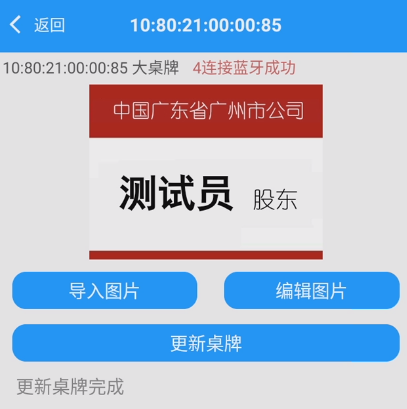 返回 10:80:21:00:00:85
10:80:21:00:00:85 大桌牌 4连接蓝牙成功
中国广东省广州市公司
测试员 股东
导入图片 编辑图片
更新桌牌
更新桌牌完成